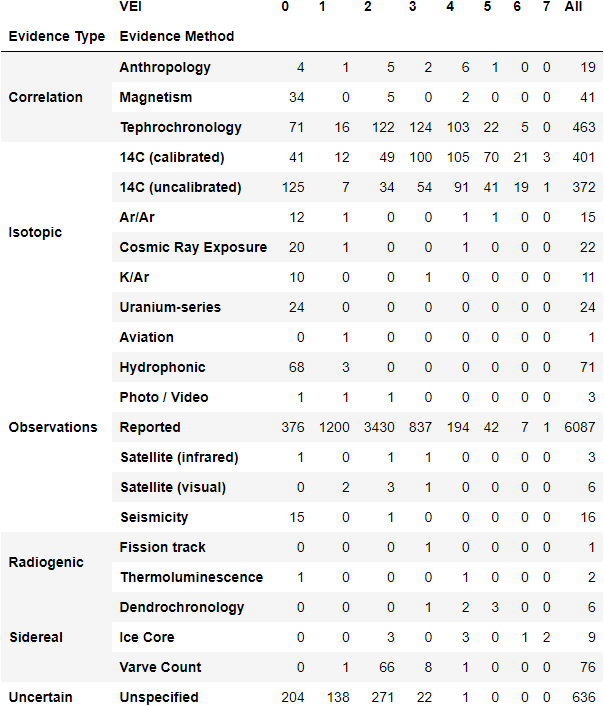 VEI 0 1 2 3 4 5 6 7 All
Evidence Type Evidence Method
Correlation Anthropology 4 1 5 2 6 1 0 0 19
Magnetism 34 0 5 0 2 0 0 0 41
Tephrochronology 71 16 122 124 103 22 5 0 463
Isotopic 14C (calibrated) 41 12 49 100 105 70 21 3 401
14C (uncalibrated) 125 7 34 54 91 41 19 1 372
Ar/Ar 12 1 0 0 1 1 0 0 15
Cosmic Ray Exposure 20 1 0 0 1 0 0 0 22
K/Ar 10 0 0 1 0 0 0 0 11
Uranium-series 24 0 0 0 0 0 0 0 24
Observations Aviation 0 1 0 0 0 0 0 0 1
Hydrophonic 68 3 0 0 0 0 0 0 71
Photo / Video 1 1 1 0 0 0 0 0 3
Reported 376 1200 3430 837 194 42 7 1 6087
Satellite (infrared) 1 0 1 1 0 0 0 0 3
Satellite (visual) 0 2 3 1 0 0 0 0 6
Seismicity 15 0 1 0 0 0 0 0 16
Radiogenic Fission track 0 0 0 1 0 0 0 0 1
Thermoluminescence 1 0 0 0 1 0 0 0 2
Sidereal Dendrochronology 0 0 0 1 2 3 0 0 6
Ice Core 0 0 3 0 3 0 1 2 9
Varve Count 0 1 66 8 1 0 0 0 76
Uncertain Unspecified 204 138 271 22 1 0 0 0 636